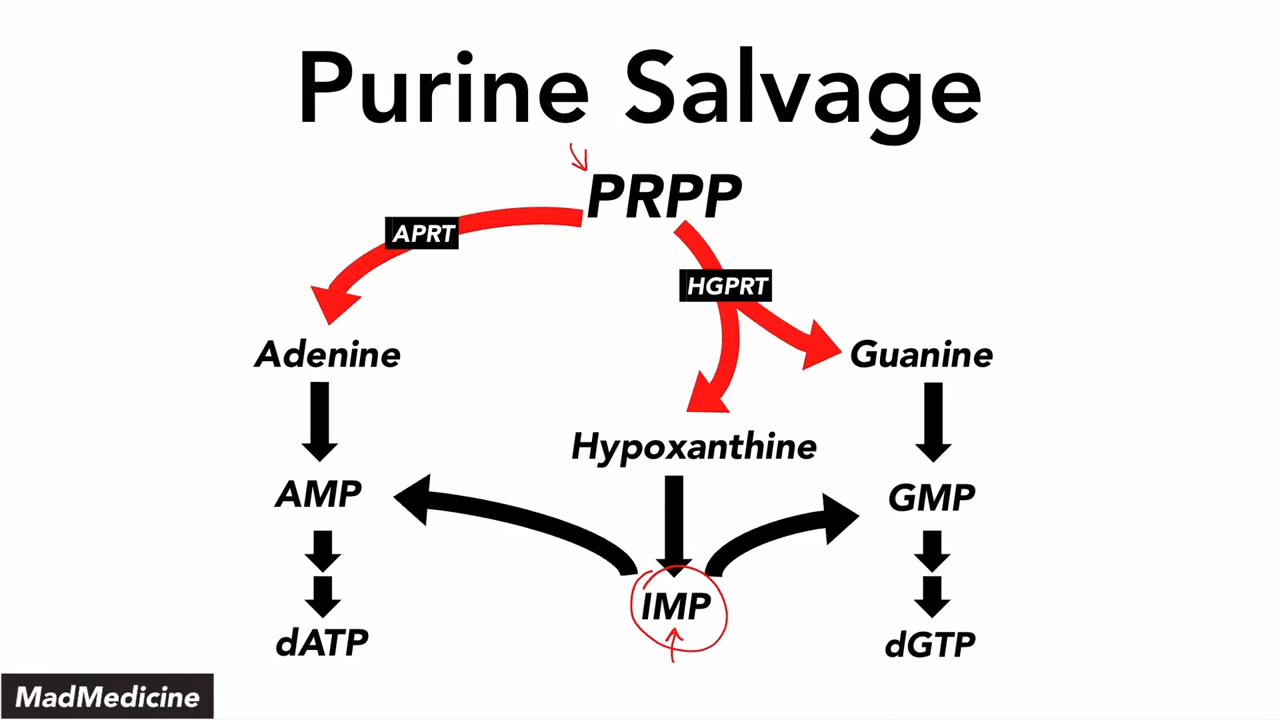 Purine Salvage
PRPP
APRT
HGPRT
Adenine
Guanine
Hypoxanthine
AMP
GMP
IMP
dATP
dGTP
MadMedicine